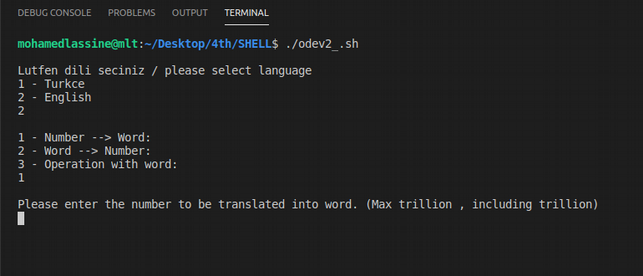 DEBUG CONSOLE PROBLEMS OUTPUT TERMINAL
mohamedlassine@mlt:~/Desktop/4th/SHELL$ ./odev2_.sh
Lutfen dili seciniz / please select language
1 - Turkce
2 - English
2
1 - Number --> Word:
2 - Word --> Number:
3 - Operation with word:
1
Please enter the number to be translated into word. (Max trillion , including trillion)